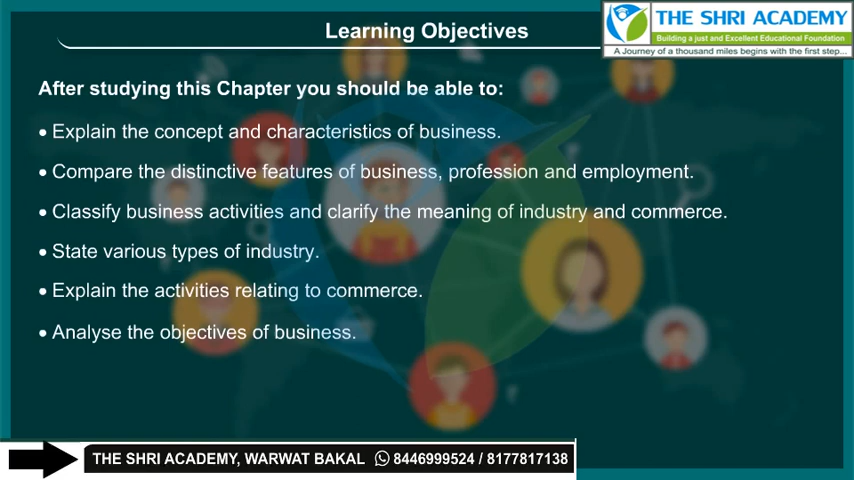 Learning Objectives
THE SHRI ACADEMY
Building a just and Excellent Educational Foundation
A Journey of a thousand miles begins with the first step...
After studying this Chapter you should be able to:
• Explain the concept and characteristics of business.
• Compare the distinctive features of business, profession and employment.
• Classify business activities and clarify the meaning of industry and commerce.
• State various types of industry.
• Explain the activities relating to commerce.
• Analyse the objectives of business.
THE SHRI ACADEMY, WARWAT BAKAL 8446999524 / 8177817138